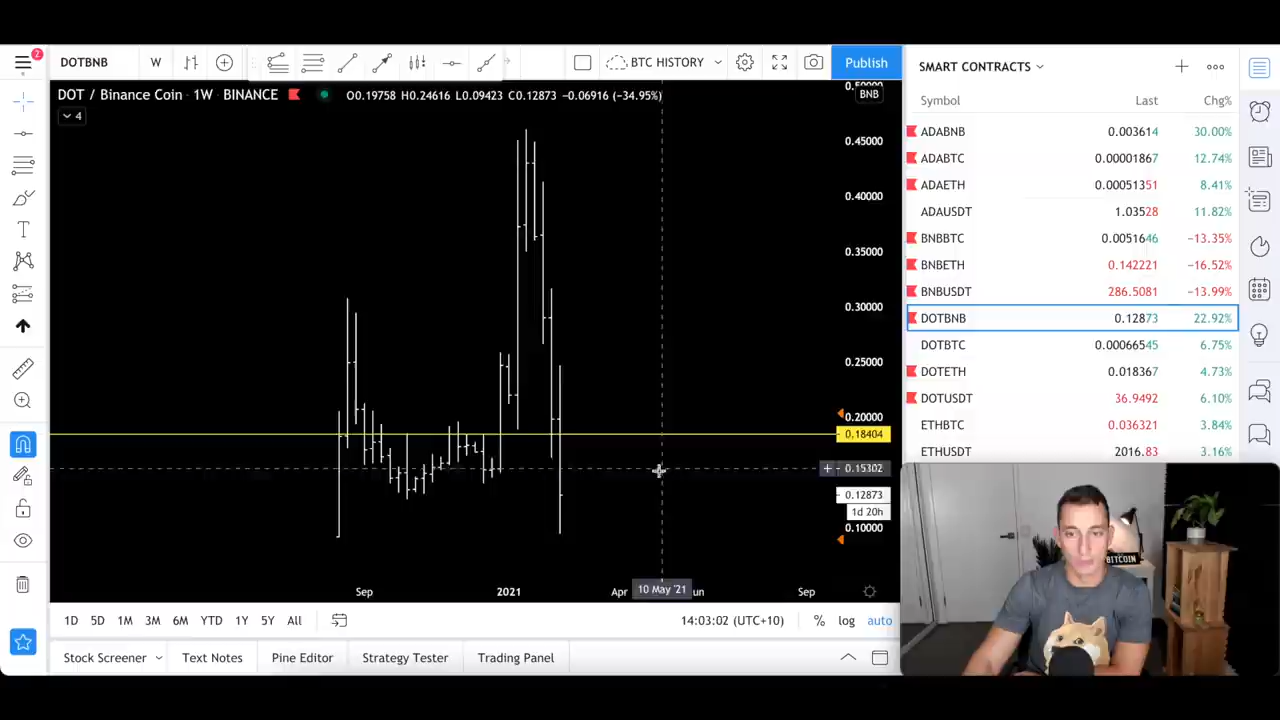 2
DOTBNB
W
BTC HISTORY
Publish
DOT / Binance Coin · 1W · BINANCE
O0.19758 H0.24616 L0.09423 C0.12873 −0.06916 (−34.95%)
BNB
4
0.45000
0.40000
0.35000
0.30000
0.25000
0.20000
0.18404
0.15302
0.12873
1d 20h
0.10000
Sep
2021
Apr
10 May '21
un
Sep
1D 5D 1M 3M 6M YTD 1Y 5Y All
14:03:02 (UTC+10)
% log auto
Stock Screener
Text Notes
Pine Editor
Strategy Tester
Trading Panel
SMART CONTRACTS
Symbol Last Chg%
ADABNB 0.003614 30.00%
ADABTC 0.00001867 12.74%
ADAETH 0.00051351 8.41%
ADAUSDT 1.03528 11.82%
BNBBTC 0.0051646 −13.35%
BNBETH 0.142221 −16.52%
BNBUSDT 286.5081 −13.99%
DOTBNB 0.12873 22.92%
DOTBTC 0.00066545 6.75%
DOTETH 0.018367 4.73%
DOTUSDT 36.9492 6.10%
ETHBTC 0.036321 3.84%
ETHUSDT 2016.83 3.16%
BITCOIN